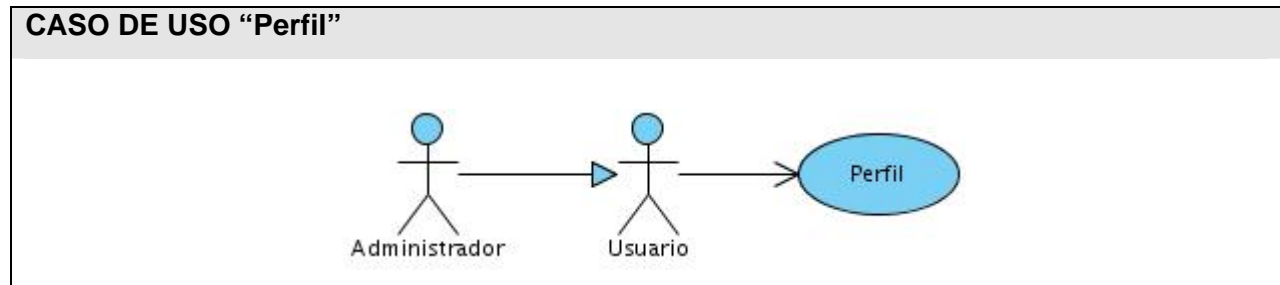 CASO DE USO “Perfil”
Perfil
Administrador
Usuario